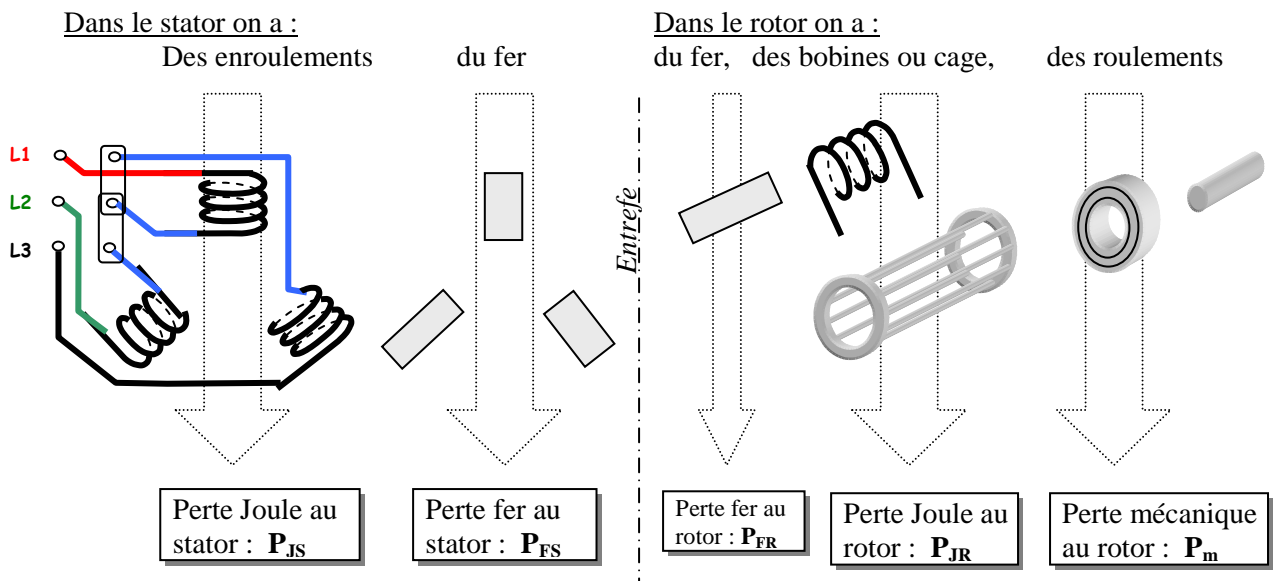 Dans le stator on a :
Des enroulements du fer
L1
L2
L3
Perte Joule au
stator : PJS
Perte fer au
stator : PFS
Entrefe
Dans le rotor on a :
du fer, des bobines ou cage, des roulements
Perte fer au
rotor : PFR
Perte Joule au
rotor : PJR
Perte mécanique
au rotor : Pm